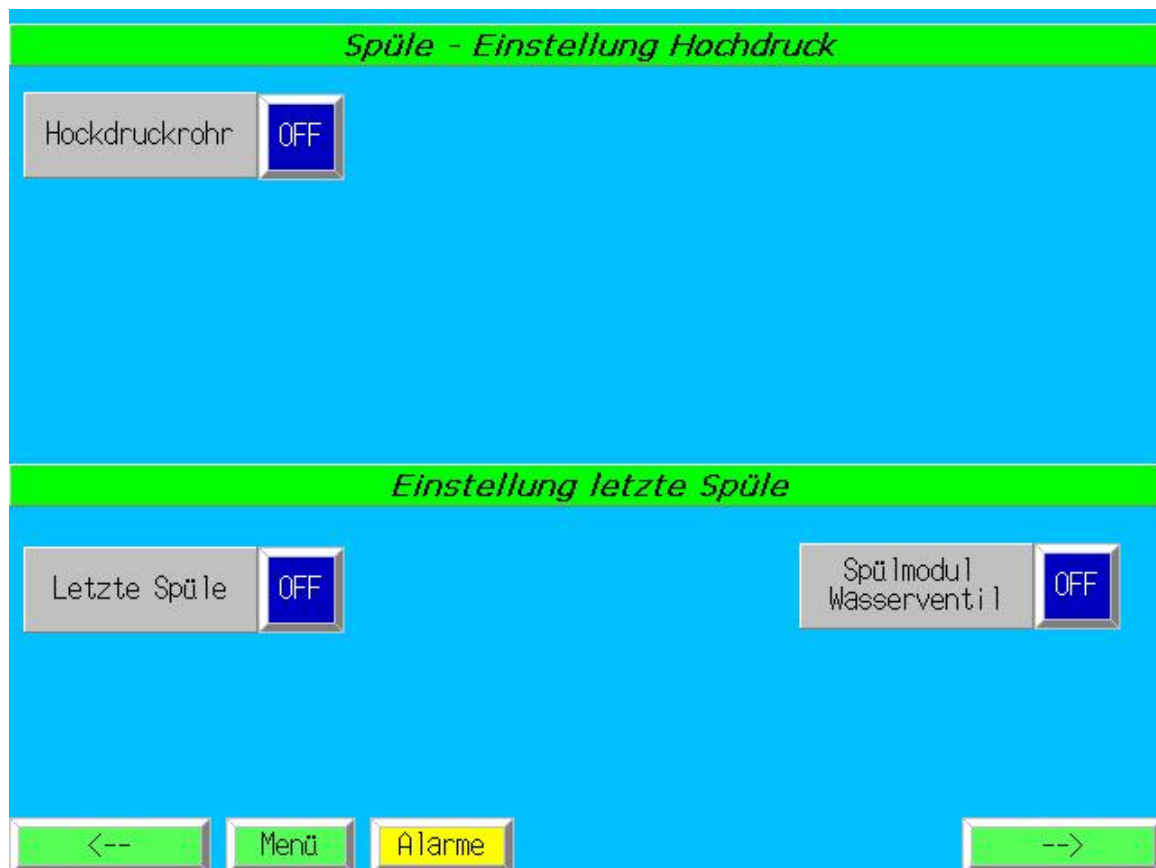 Spüle - Einstellung Hochdruck
Hockdruckrohr
OFF
Einstellung letzte Spüle
Letzte Spüle
OFF
Spülmodul
Wasserventil
OFF
<--
Menü
Alarme
-->